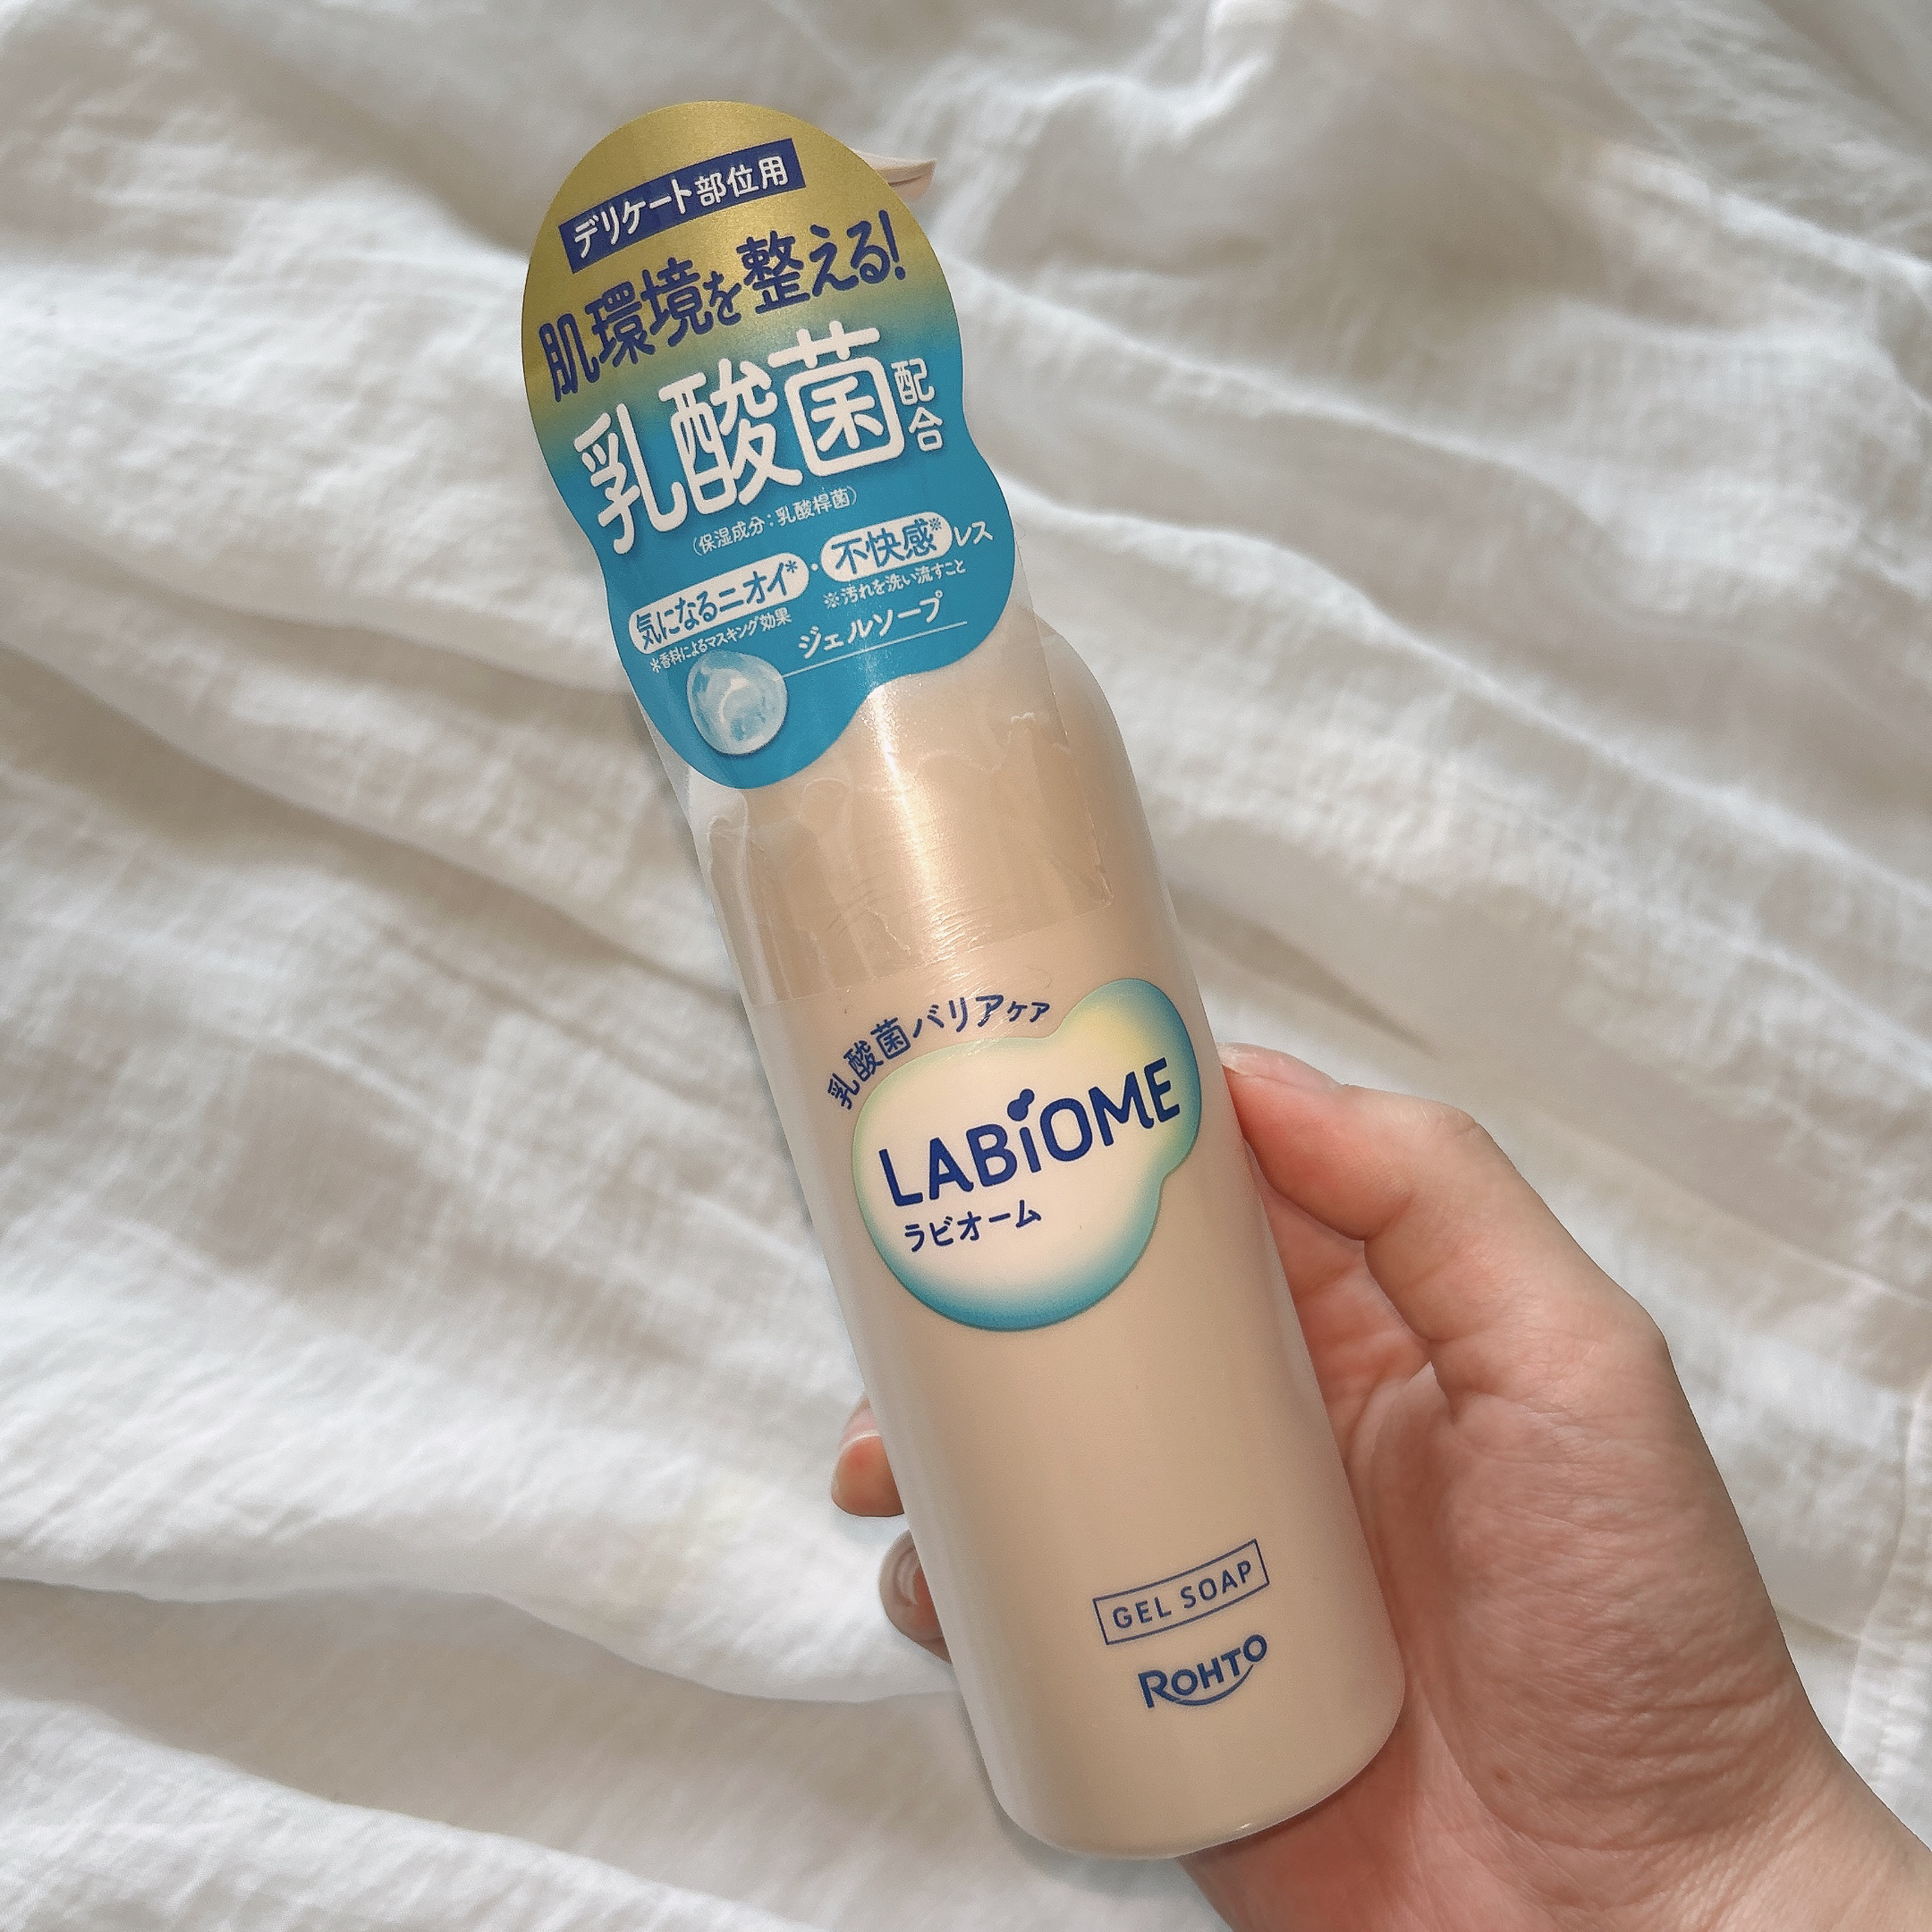 デリケート部位用
肌環境を整える!
乳酸菌配合
(保湿成分:乳酸桿菌)
気になるニオイ*・不快感※レス
※香料によるマスキング効果
※汚れを洗い流すこと
ジェルソープ
乳酸菌バリアケア
LABiOME
ラビオーム
GEL SOAP
ROHTO